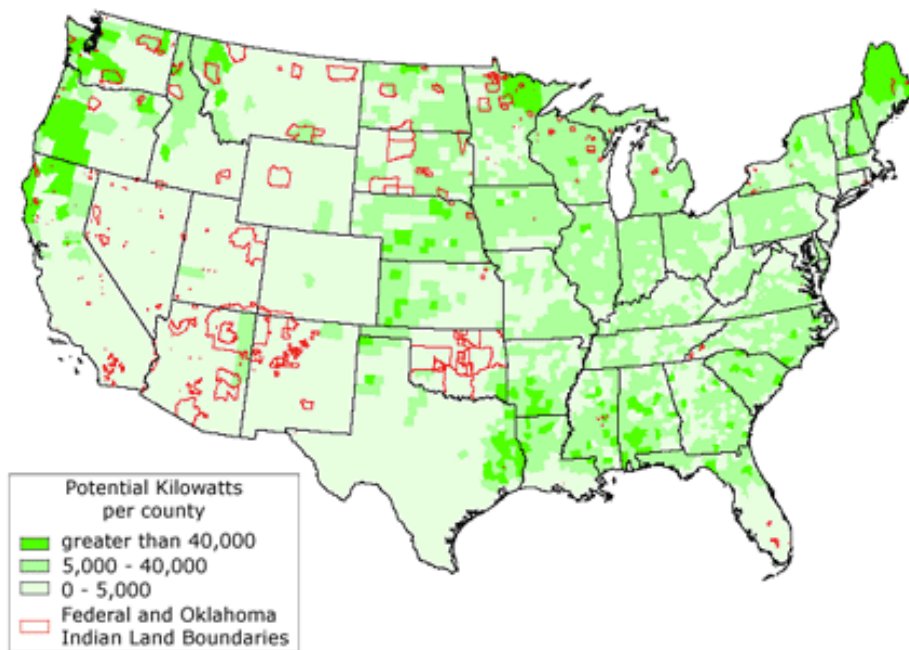 Potential Kilowatts
per county
greater than 40,000
5,000 - 40,000
0 - 5,000
Federal and Oklahoma
Indian Land Boundaries